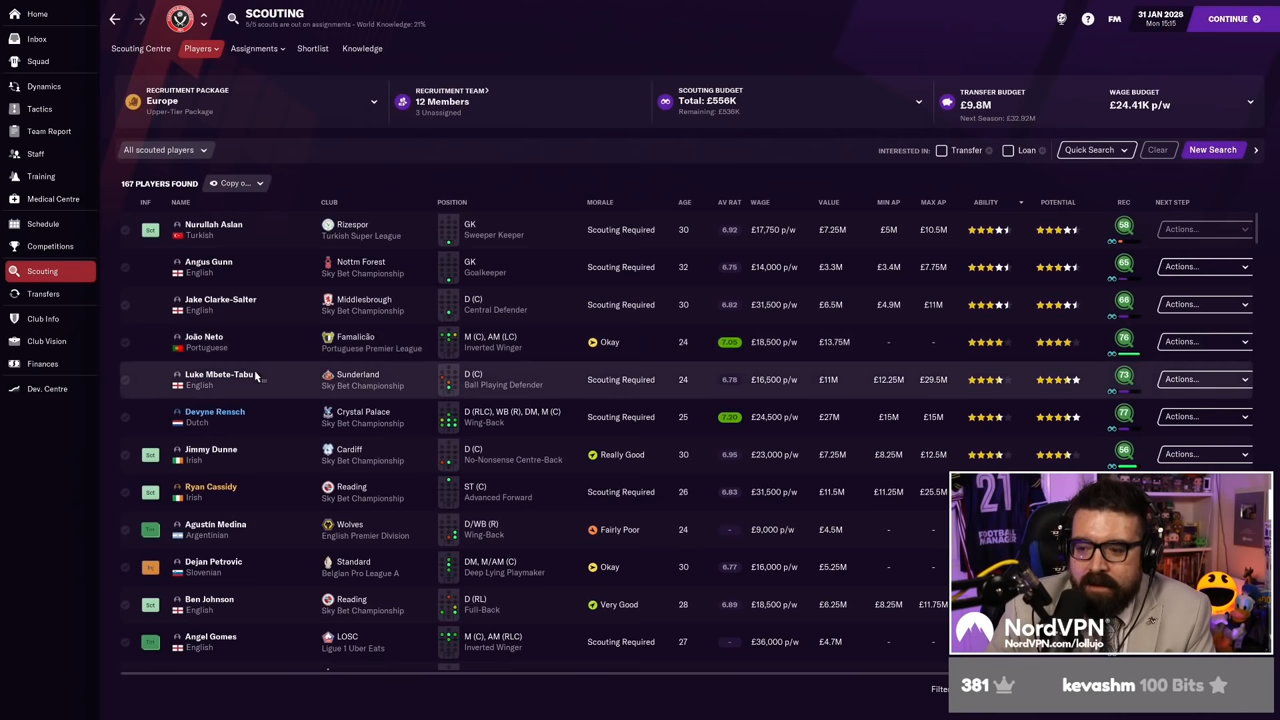 Home
Inbox
Squad
Dynamics
Tactics
Team Report
Staff
Training
Medical Centre
Schedule
Competitions
Scouting
Transfers
Club Info
Club Vision
Finances
Dev. Centre
SCOUTING
5/5 scouts are out on assignments - World Knowledge: 21%
FM
31 JAN 2028
Mon 15:15
CONTINUE
Scouting Centre Players Assignments Shortlist Knowledge
RECRUITMENT PACKAGE
Europe
Upper-Tier Package
RECRUITMENT TEAM
12 Members
3 Unassigned
SCOUTING BUDGET
Total: £556K
Remaining: £536K
TRANSFER BUDGET
£9.8M
Next Season: £32.92M
WAGE BUDGET
£24.41K p/w
All scouted players
INTERESTED IN: Transfer Loan Quick Search Clear New Search
167 PLAYERS FOUND Copy o...
INF NAME CLUB POSITION MORALE AGE AV RAT WAGE VALUE MIN AP MAX AP ABILITY POTENTIAL REC NEXT STEP
Sct Nurullah Aslan Rizespor GK Scouting Required 30 6.92 £17,750 p/w £7.25M £5M £10.5M 58 Actions...
Turkish Turkish Super League Sweeper Keeper
Angus Gunn Nottm Forest GK Scouting Required 32 6.75 £14,000 p/w £3.3M £3.4M £7.75M 65 Actions...
English Sky Bet Championship Goalkeeper
Jake Clarke-Salter Middlesbrough D (C) Scouting Required 30 6.82 £31,500 p/w £6.5M £4.9M £11M 66 Actions...
English Sky Bet Championship Central Defender
João Neto Famalicão M (C), AM (LC) Okay 24 7.05 £18,500 p/w £13.75M - - 76 Actions...
Portuguese Portuguese Premier League Inverted Winger
Luke Mbete-Tabu Sunderland D (C) Scouting Required 24 6.78 £16,500 p/w £11M £12.25M £29.5M 73 Actions...
English Sky Bet Championship Ball Playing Defender
Devyne Rensch Crystal Palace D (RLC), WB (R), DM, M (C) Scouting Required 25 7.20 £24,500 p/w £27M £15M £15M 77 Actions...
Dutch Sky Bet Championship Wing-Back
Sct Jimmy Dunne Cardiff D (C) Really Good 30 6.95 £23,000 p/w £7.25M £8.25M £12.5M 56 Actions...
Irish Sky Bet Championship No-Nonsense Centre-Back
Sct Ryan Cassidy Reading ST (C) Scouting Required 26 6.83 £31,500 p/w £11.5M £11.25M £25.5M
Irish Sky Bet Championship Advanced Forward
Agustín Medina Wolves D/WB (R) Fairly Poor 24 - £9,000 p/w £4.5M - -
Argentinian English Premier Division Wing-Back
Dejan Petrovic Standard DM, M/AM (C) Okay 30 6.77 £16,000 p/w £5.25M - -
Slovenian Belgian Pro League A Deep Lying Playmaker
Sct Ben Johnson Reading D (RL) Very Good 28 6.89 £18,500 p/w £6.25M £8.25M £11.75M
English Sky Bet Championship Full-Back
Angel Gomes LOSC M (C), AM (RLC) Scouting Required 27 - £36,000 p/w £4.7M - -
English Ligue 1 Uber Eats Inverted Winger
21
FOOTBALL
NordVPN
NordVPN.com/lollujo
381 kevashm 100 Bits